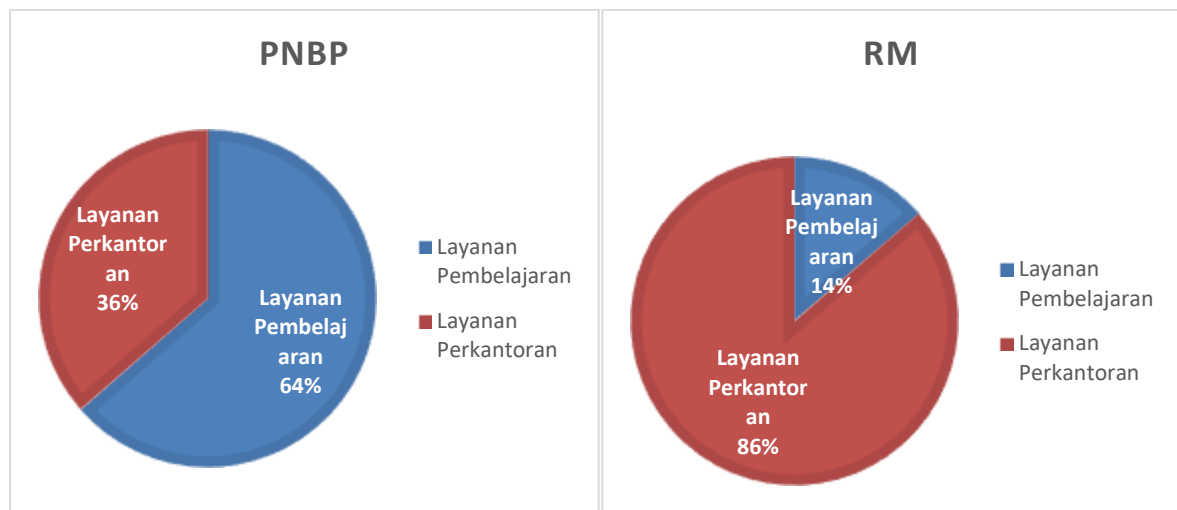 PNBP
Layanan
Perkantor
an
36%
Layanan
Pembelaj
aran
64%
Layanan
Pembelajaran
Layanan
Perkantoran
RM
Layanan
Pembelaj
aran
14%
Layanan
Perkantor
an
86%
Layanan
Pembelajaran
Layanan
Perkantoran